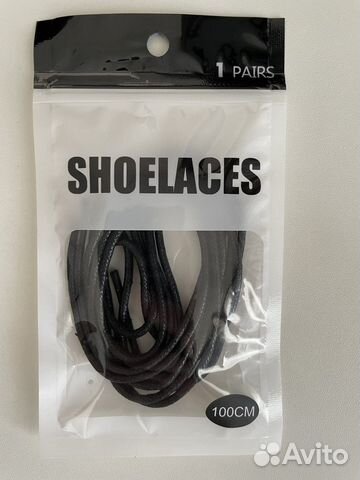 1 PAIRS
SHOELACES
100CM
Avito